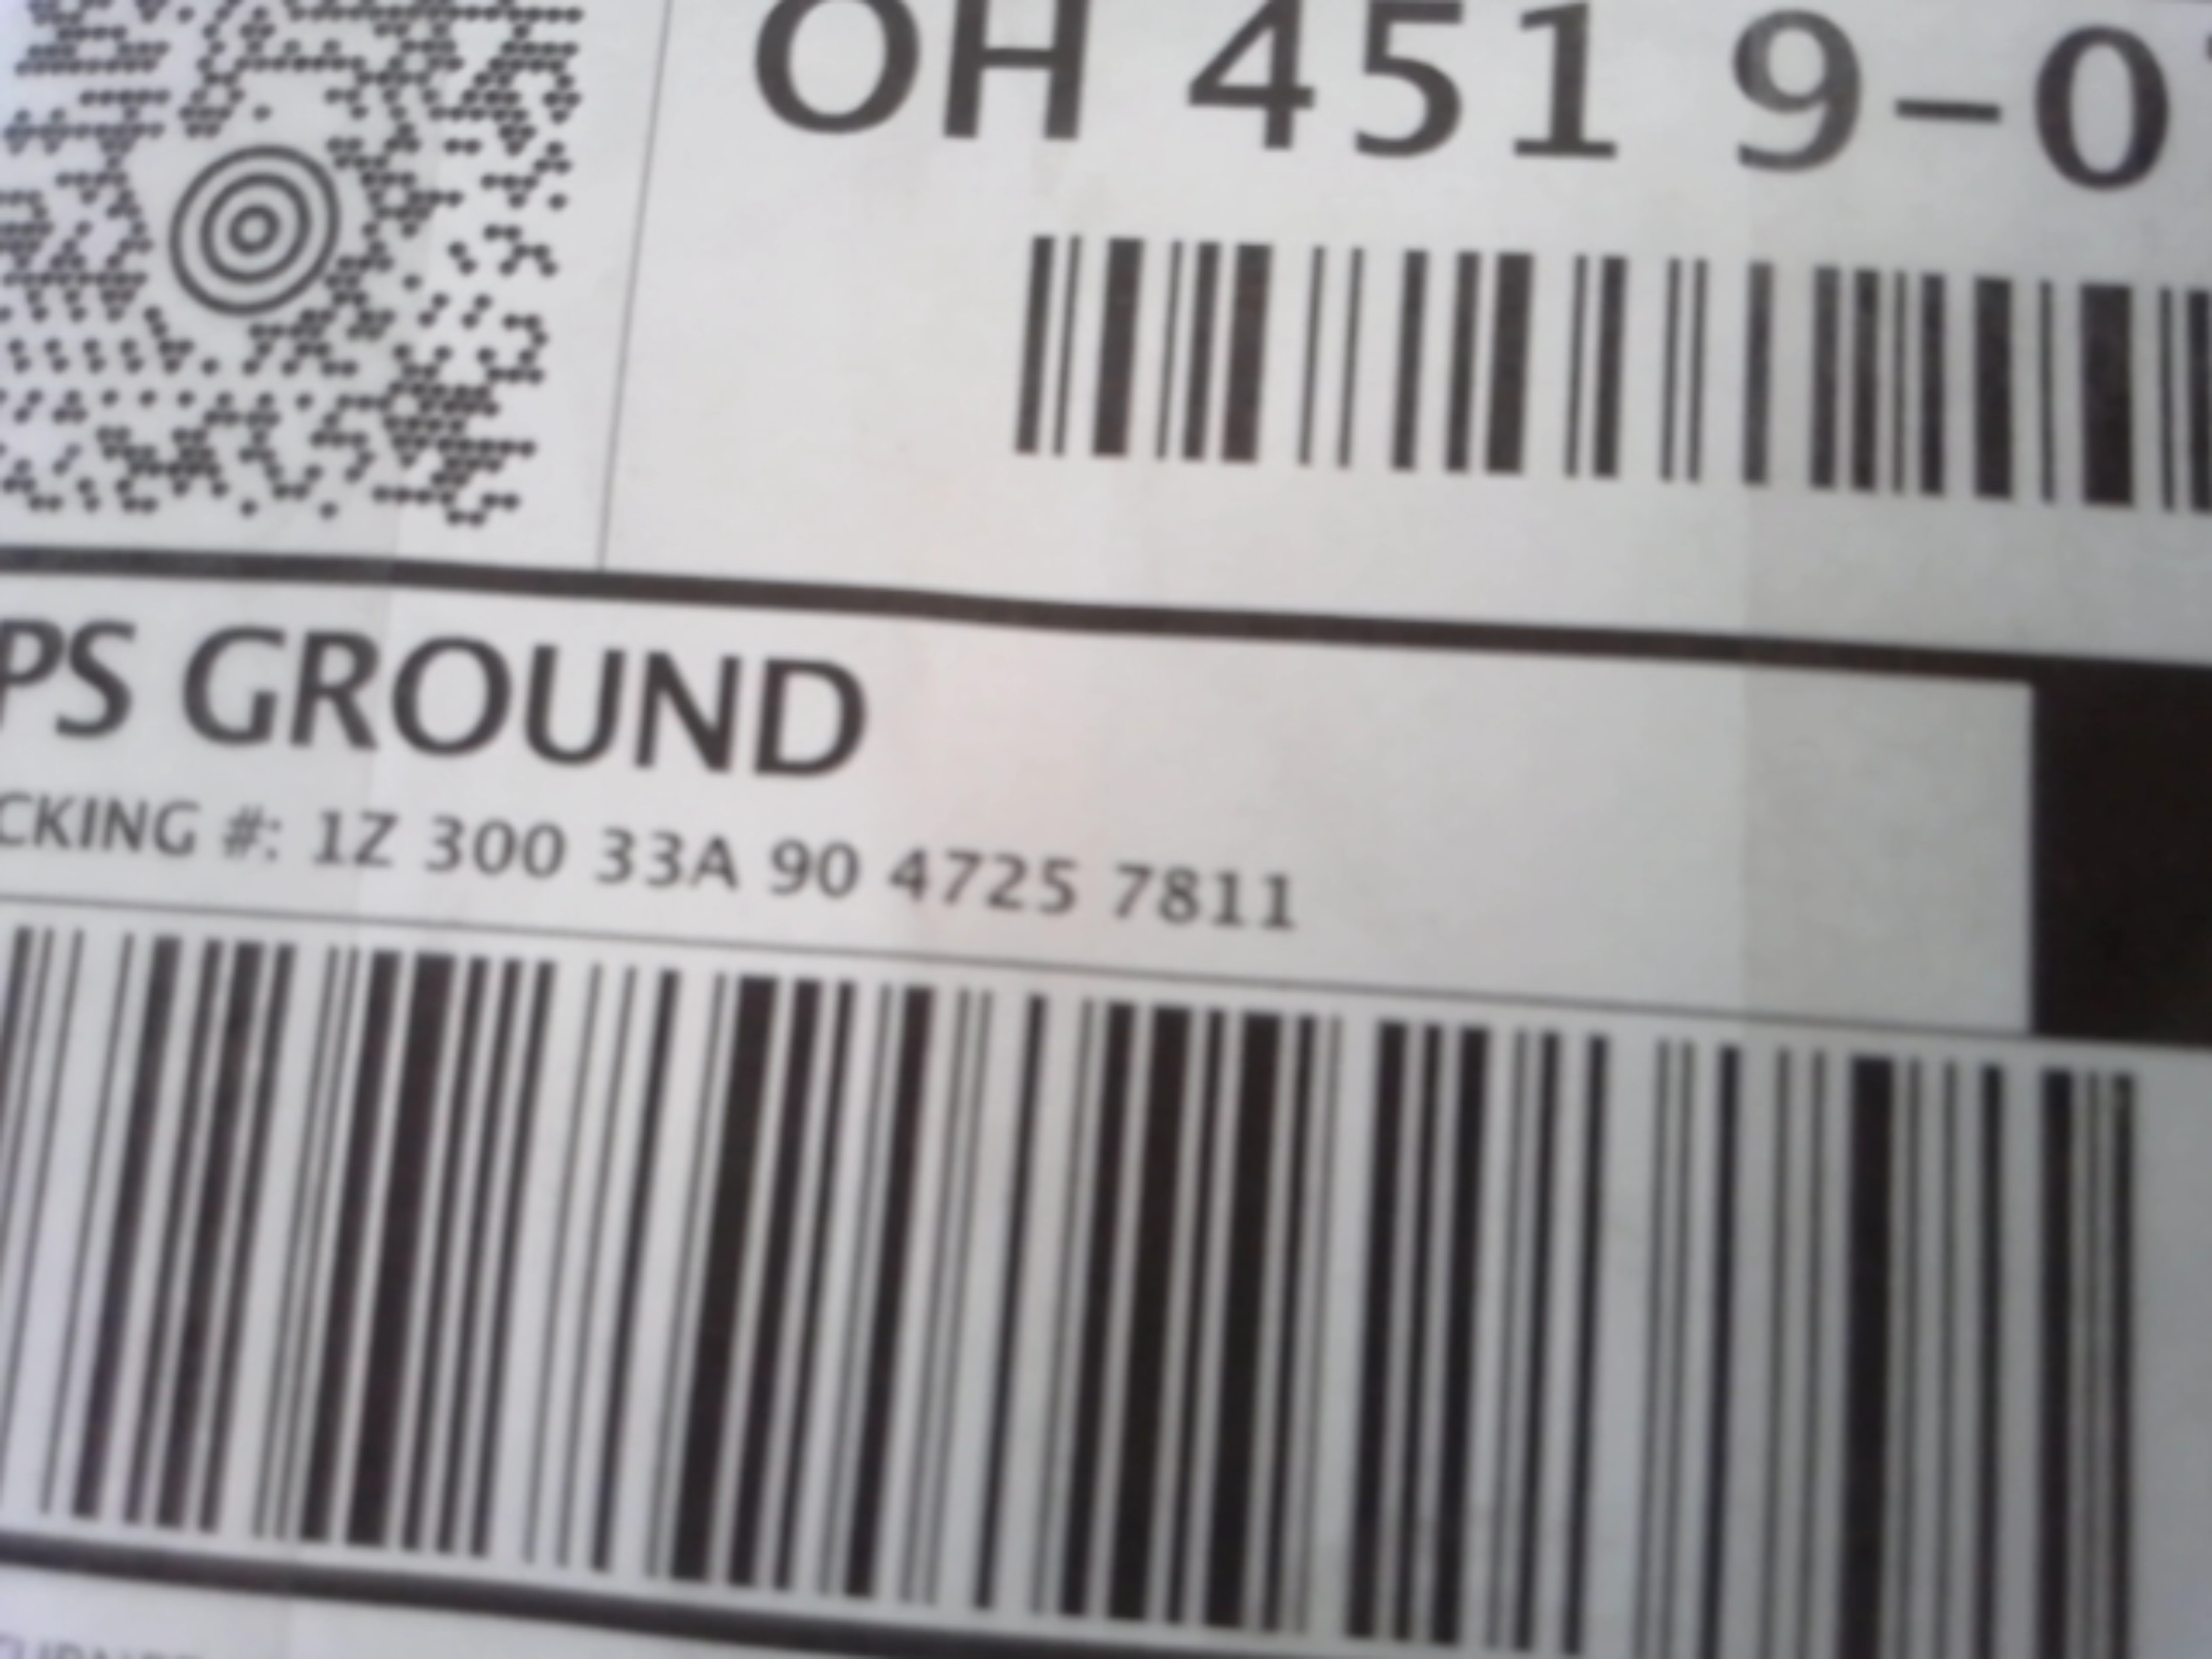 OH 451 9-0
PS GROUND
CKING #: 1Z 300 33A 90 4725 7811